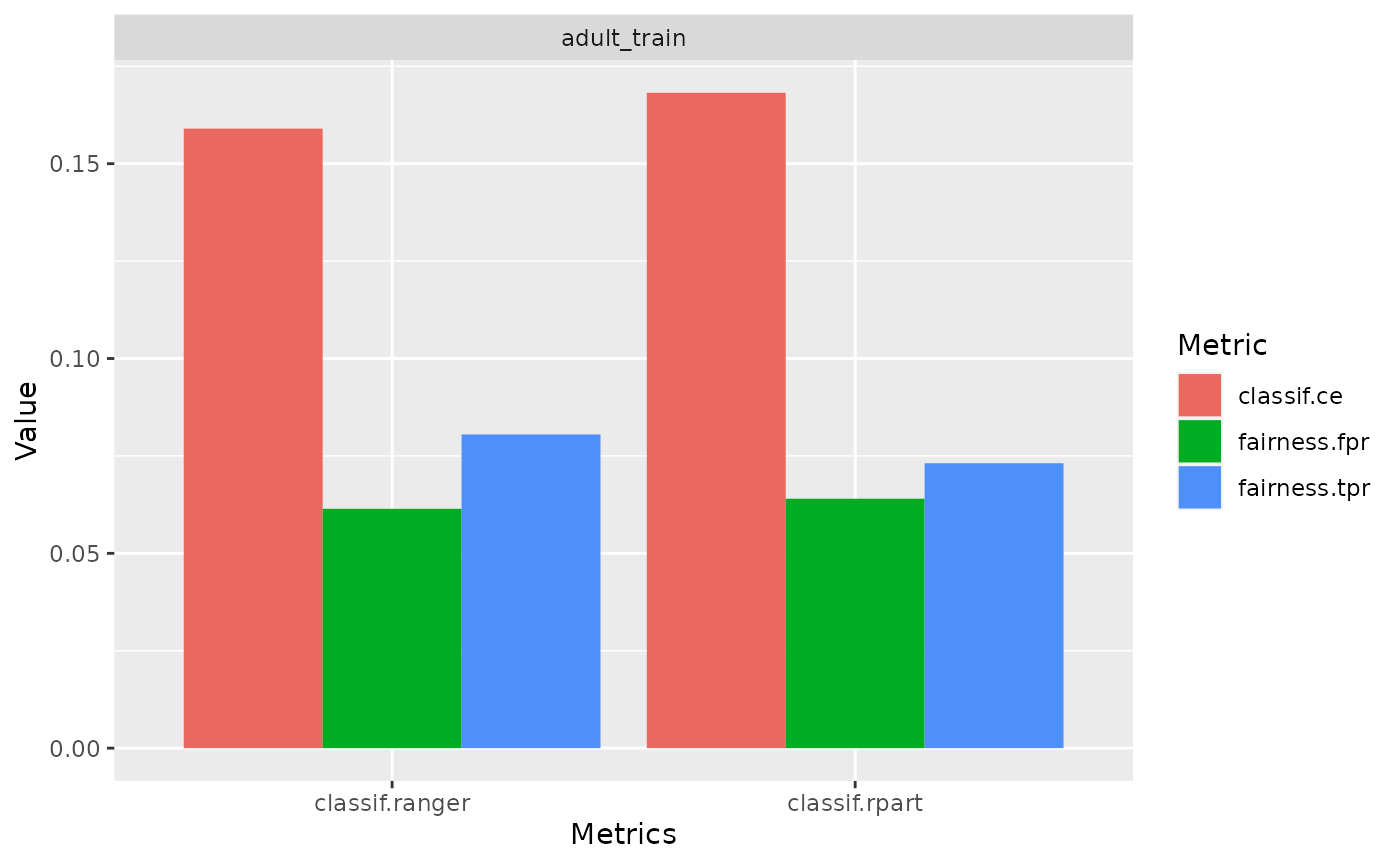 adult_train
0.15
0.10
0.05
0.00
Value
classif.ranger classif.rpart
Metrics
Metric
classif.ce
fairness.fpr
fairness.tpr